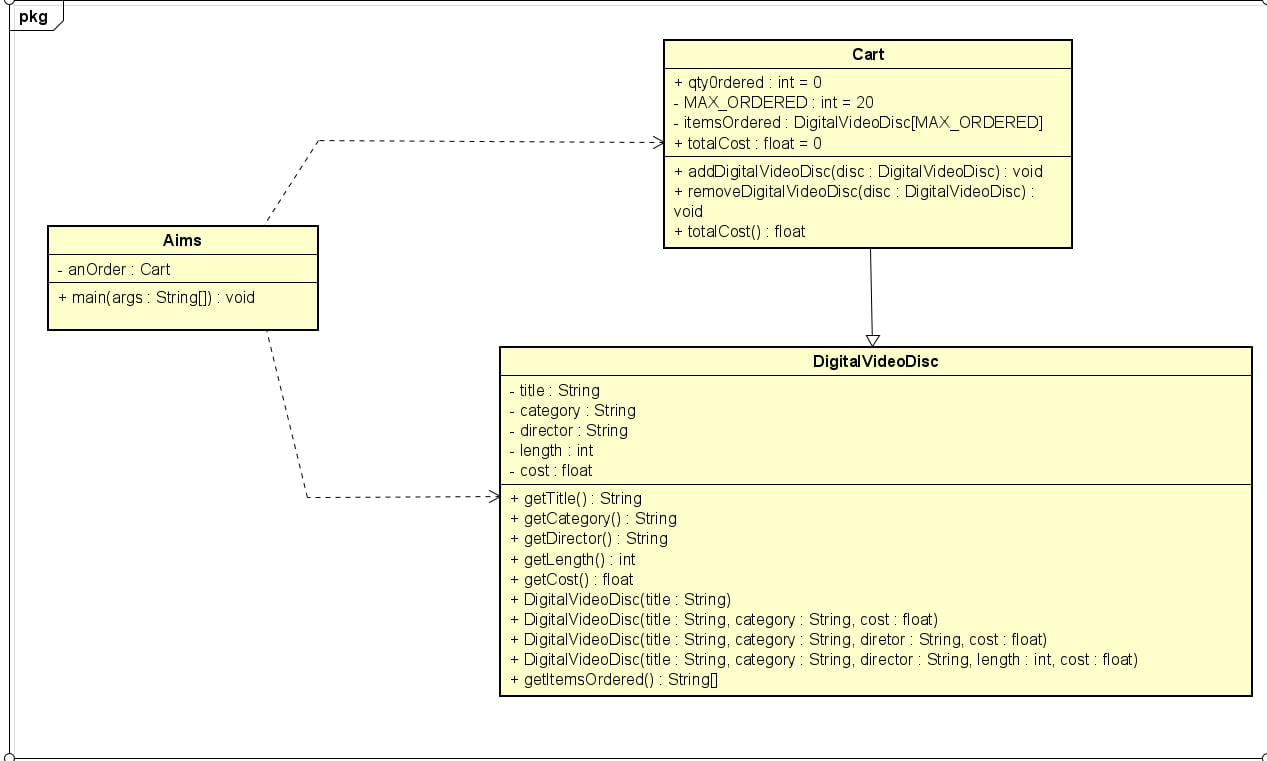 pkg
Cart
+ qty0rdered : int = 0
- MAX_ORDERED : int = 20
- itemsOrdered : DigitalVideoDisc[MAX_ORDERED]
+ totalCost : float = 0
+ addDigitalVideoDisc(disc : DigitalVideoDisc) : void
+ removeDigitalVideoDisc(disc : DigitalVideoDisc) :
void
+ totalCost() : float
Aims
- anOrder : Cart
+ main(args : String[]) : void
DigitalVideoDisc
- title : String
- category : String
- director : String
- length : int
- cost : float
+ getTitle() : String
+ getCategory() : String
+ getDirector() : String
+ getLength() : int
+ getCost() : float
+ DigitalVideoDisc(title : String)
+ DigitalVideoDisc(title : String, category : String, cost : float)
+ DigitalVideoDisc(title : String, category : String, diretor : String, cost : float)
+ DigitalVideoDisc(title : String, category : String, director : String, length : int, cost : float)
+ getItemsOrdered() : String[]